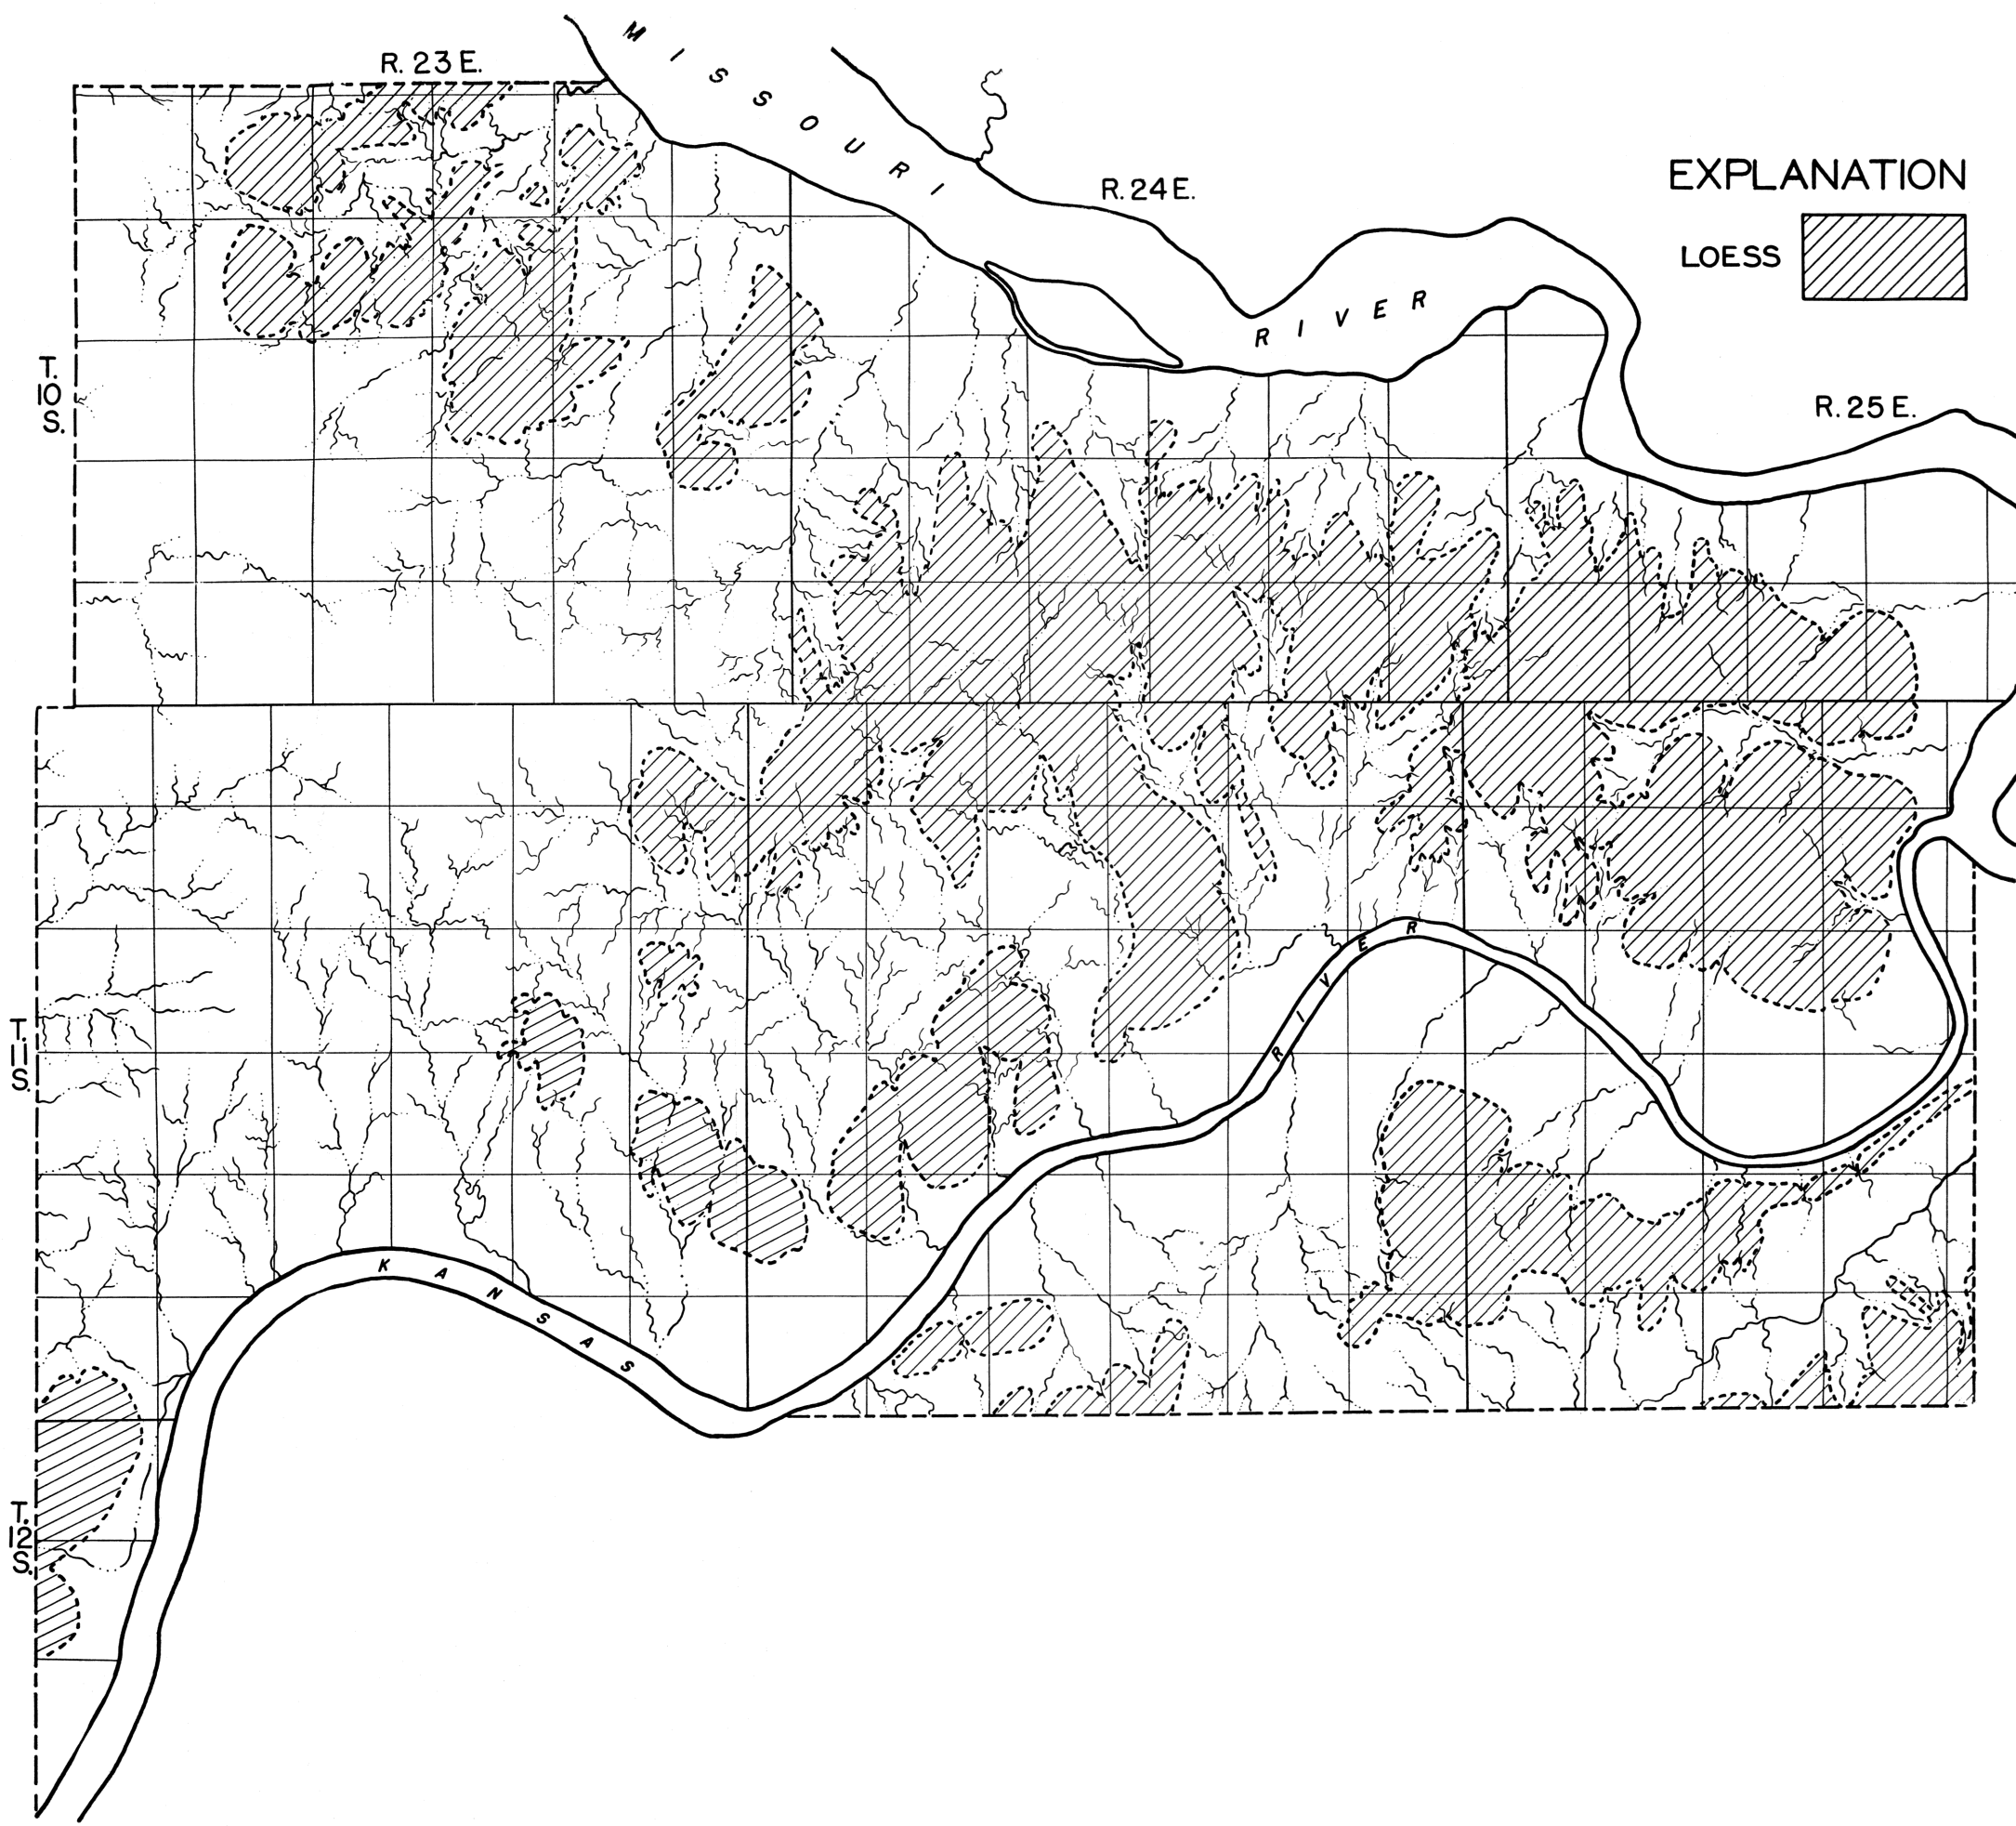 R. 23 E.
MISSOURI
R. 24 E.
EXPLANATION
LOESS
RIVER
T.
10
S.
R. 25 E.
RIVER
T.
11
S.
KANSAS
T.
12
S.